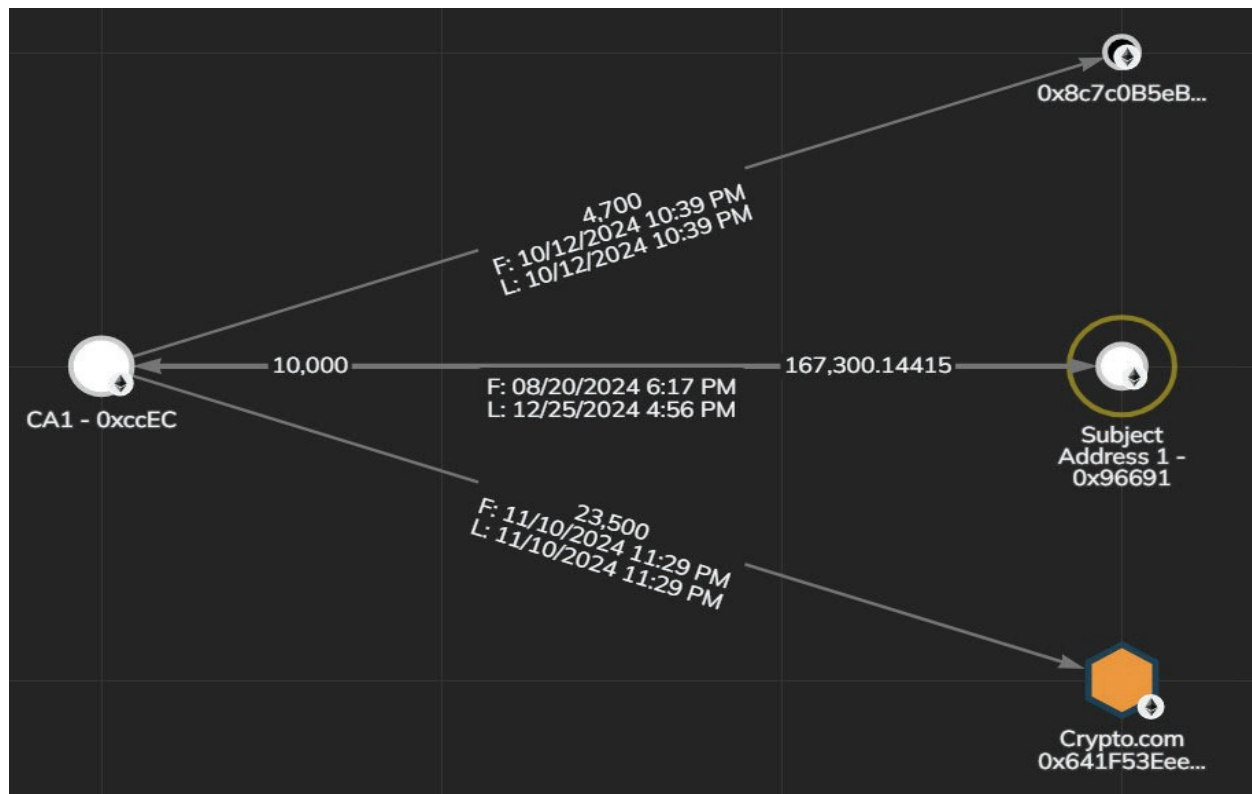 0x8c7c0B5eB...
4,700
F: 10/12/2024 10:39 PM
L: 10/12/2024 10:39 PM
10,000
167,300.14415
F: 08/20/2024 6:17 PM
L: 12/25/2024 4:56 PM
CA1 - 0xccEC
Subject
Address 1 -
0x96691
23,500
F: 11/10/2024 11:29 PM
L: 11/10/2024 11:29 PM
Crypto.com
0x641F53Eee...